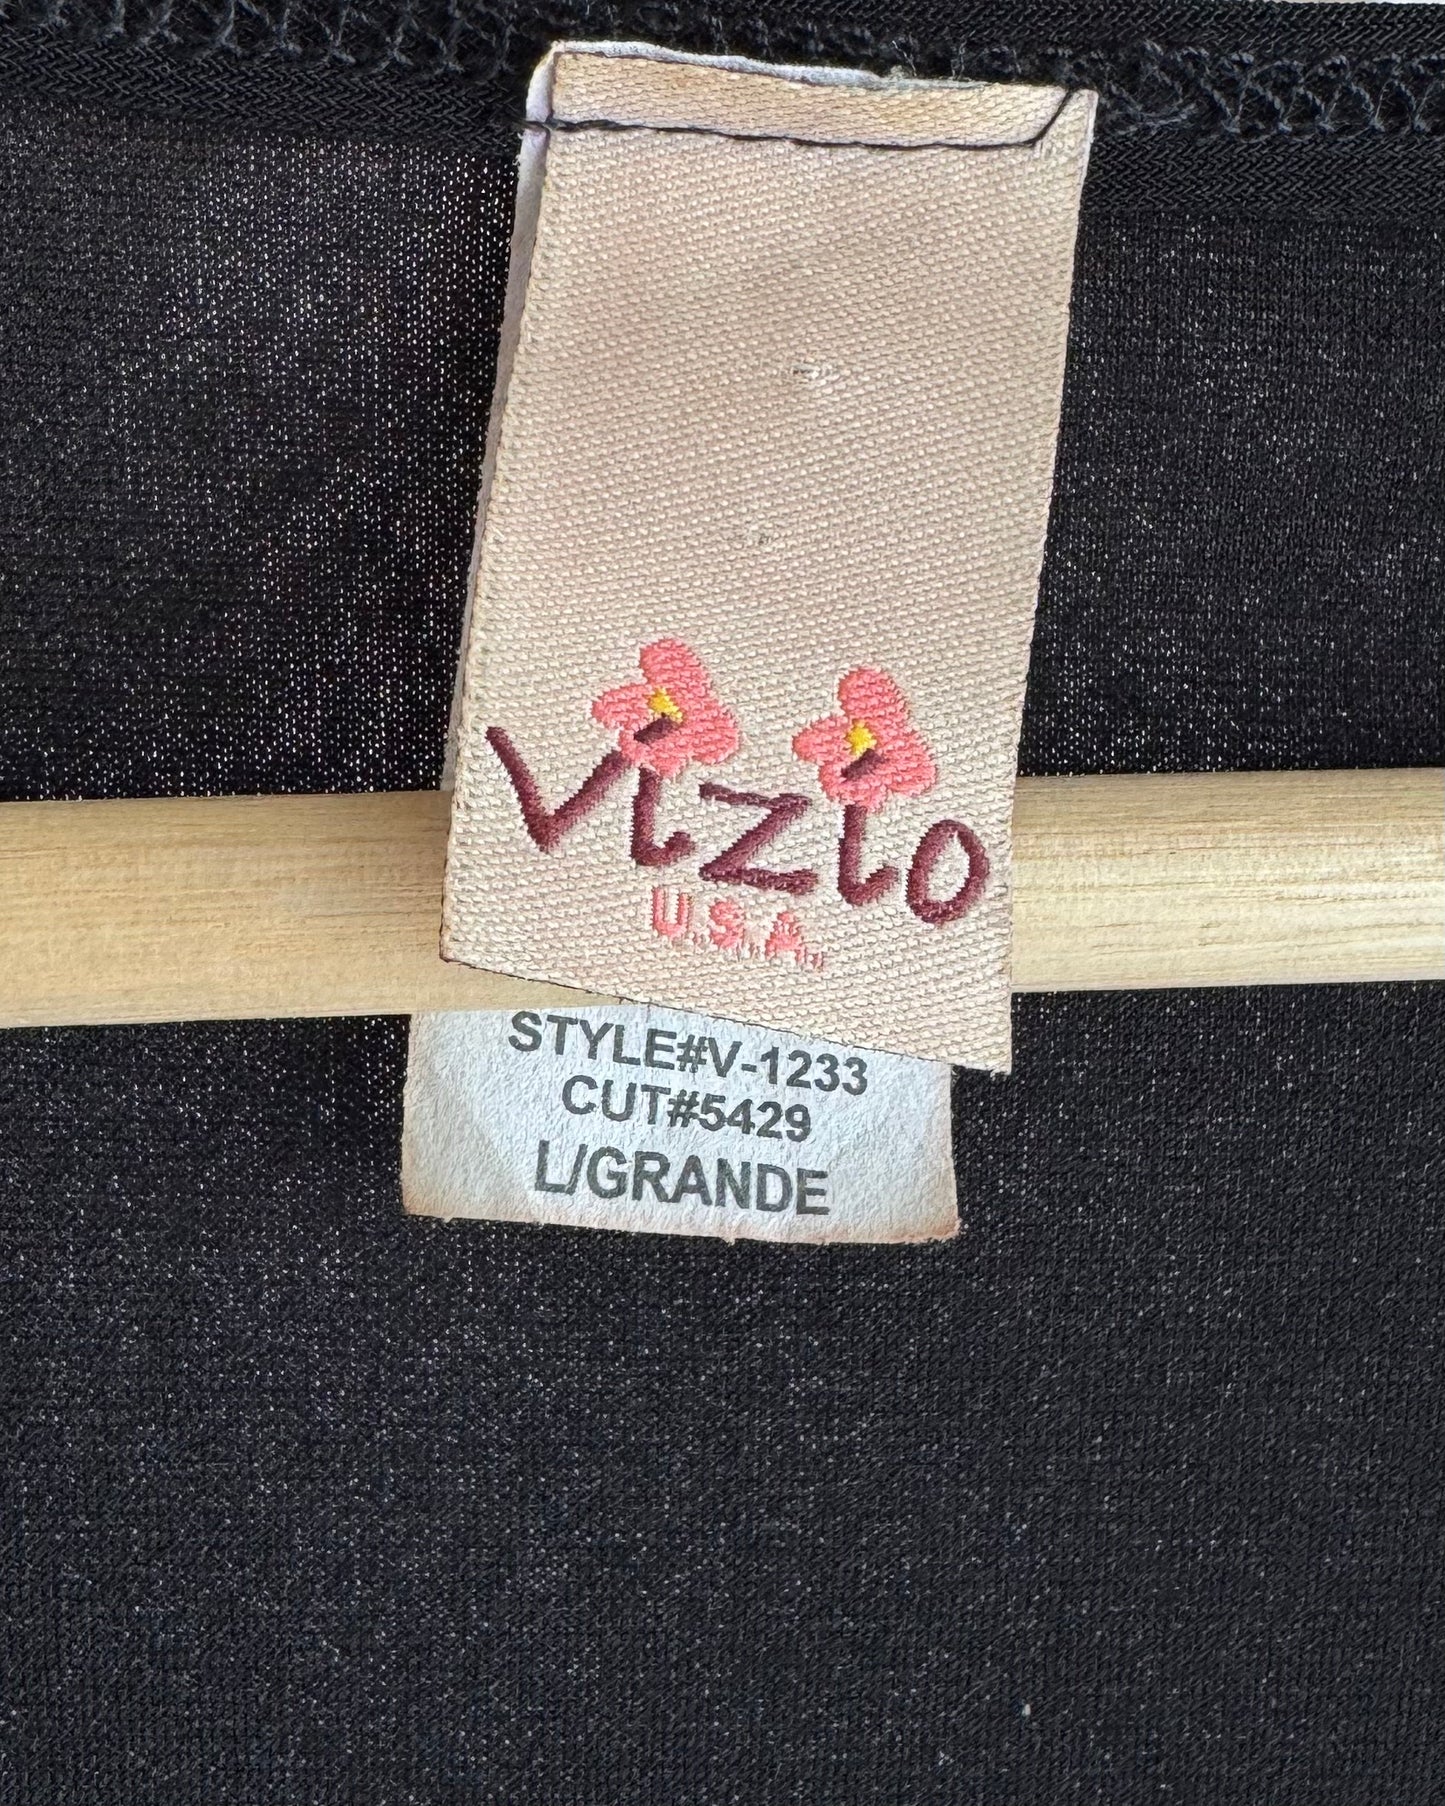 Vizio
U.S.A.
STYLE#V-1233
CUT#5429
L/GRANDE